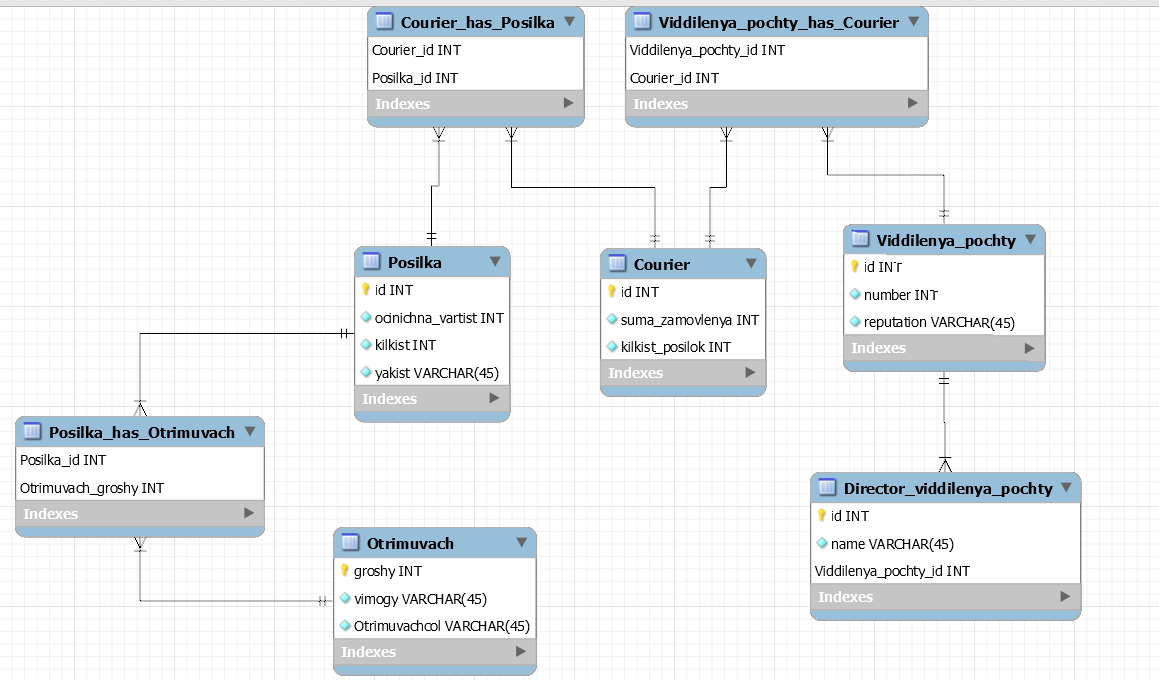 Courier_has_Posilka
Courier_id INT
Posilka_id INT
Indexes
Viddilenya_pochty_has_Courier
Viddilenya_pochty_id INT
Courier_id INT
Indexes
Posilka
id INT
ocinichna_vartist INT
kilkist INT
yakist VARCHAR(45)
Indexes
Courier
id INT
suma_zamovlenya INT
kilkist_posilok INT
Indexes
Viddilenya_pochty
id INT
number INT
reputation VARCHAR(45)
Indexes
Posilka_has_Otrimuvach
Posilka_id INT
Otrimuvach_groshy INT
Indexes
Otrimuvach
groshy INT
vimogy VARCHAR(45)
Otrimuvachcol VARCHAR(45)
Indexes
Director_viddilenya_pochty
id INT
name VARCHAR(45)
Viddilenya_pochty_id INT
Indexes